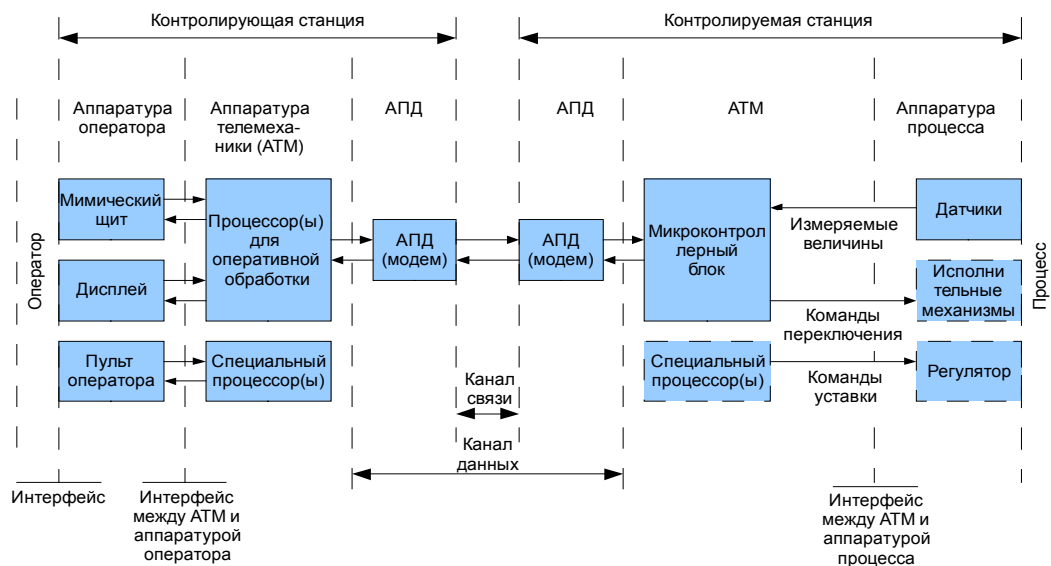 Контролирующая станция
Контролируемая станция
Аппаратура
оператора
Аппаратура
телемеха-
ники (АТМ)
АПД
АПД
АТМ
Аппаратура
процесса
Оператор
Мимический
щит
Дисплей
Пульт
оператора
Процессор(ы)
для
оперативной
обработки
Специальный
процессор(ы)
АПД
(модем)
АПД
(модем)
Микроконтрол
лерный
блок
Специальный
процессор(ы)
Измеряемые
величины
Команды
переключения
Команды
уставки
Датчики
Исполни
тельные
механизмы
Регулятор
Процесс
Канал
связи
Канал
данных
Интерфейс
Интерфейс
между АТМ и
аппаратурой
оператора
Интерфейс
между АТМ и
аппаратурой
процесса